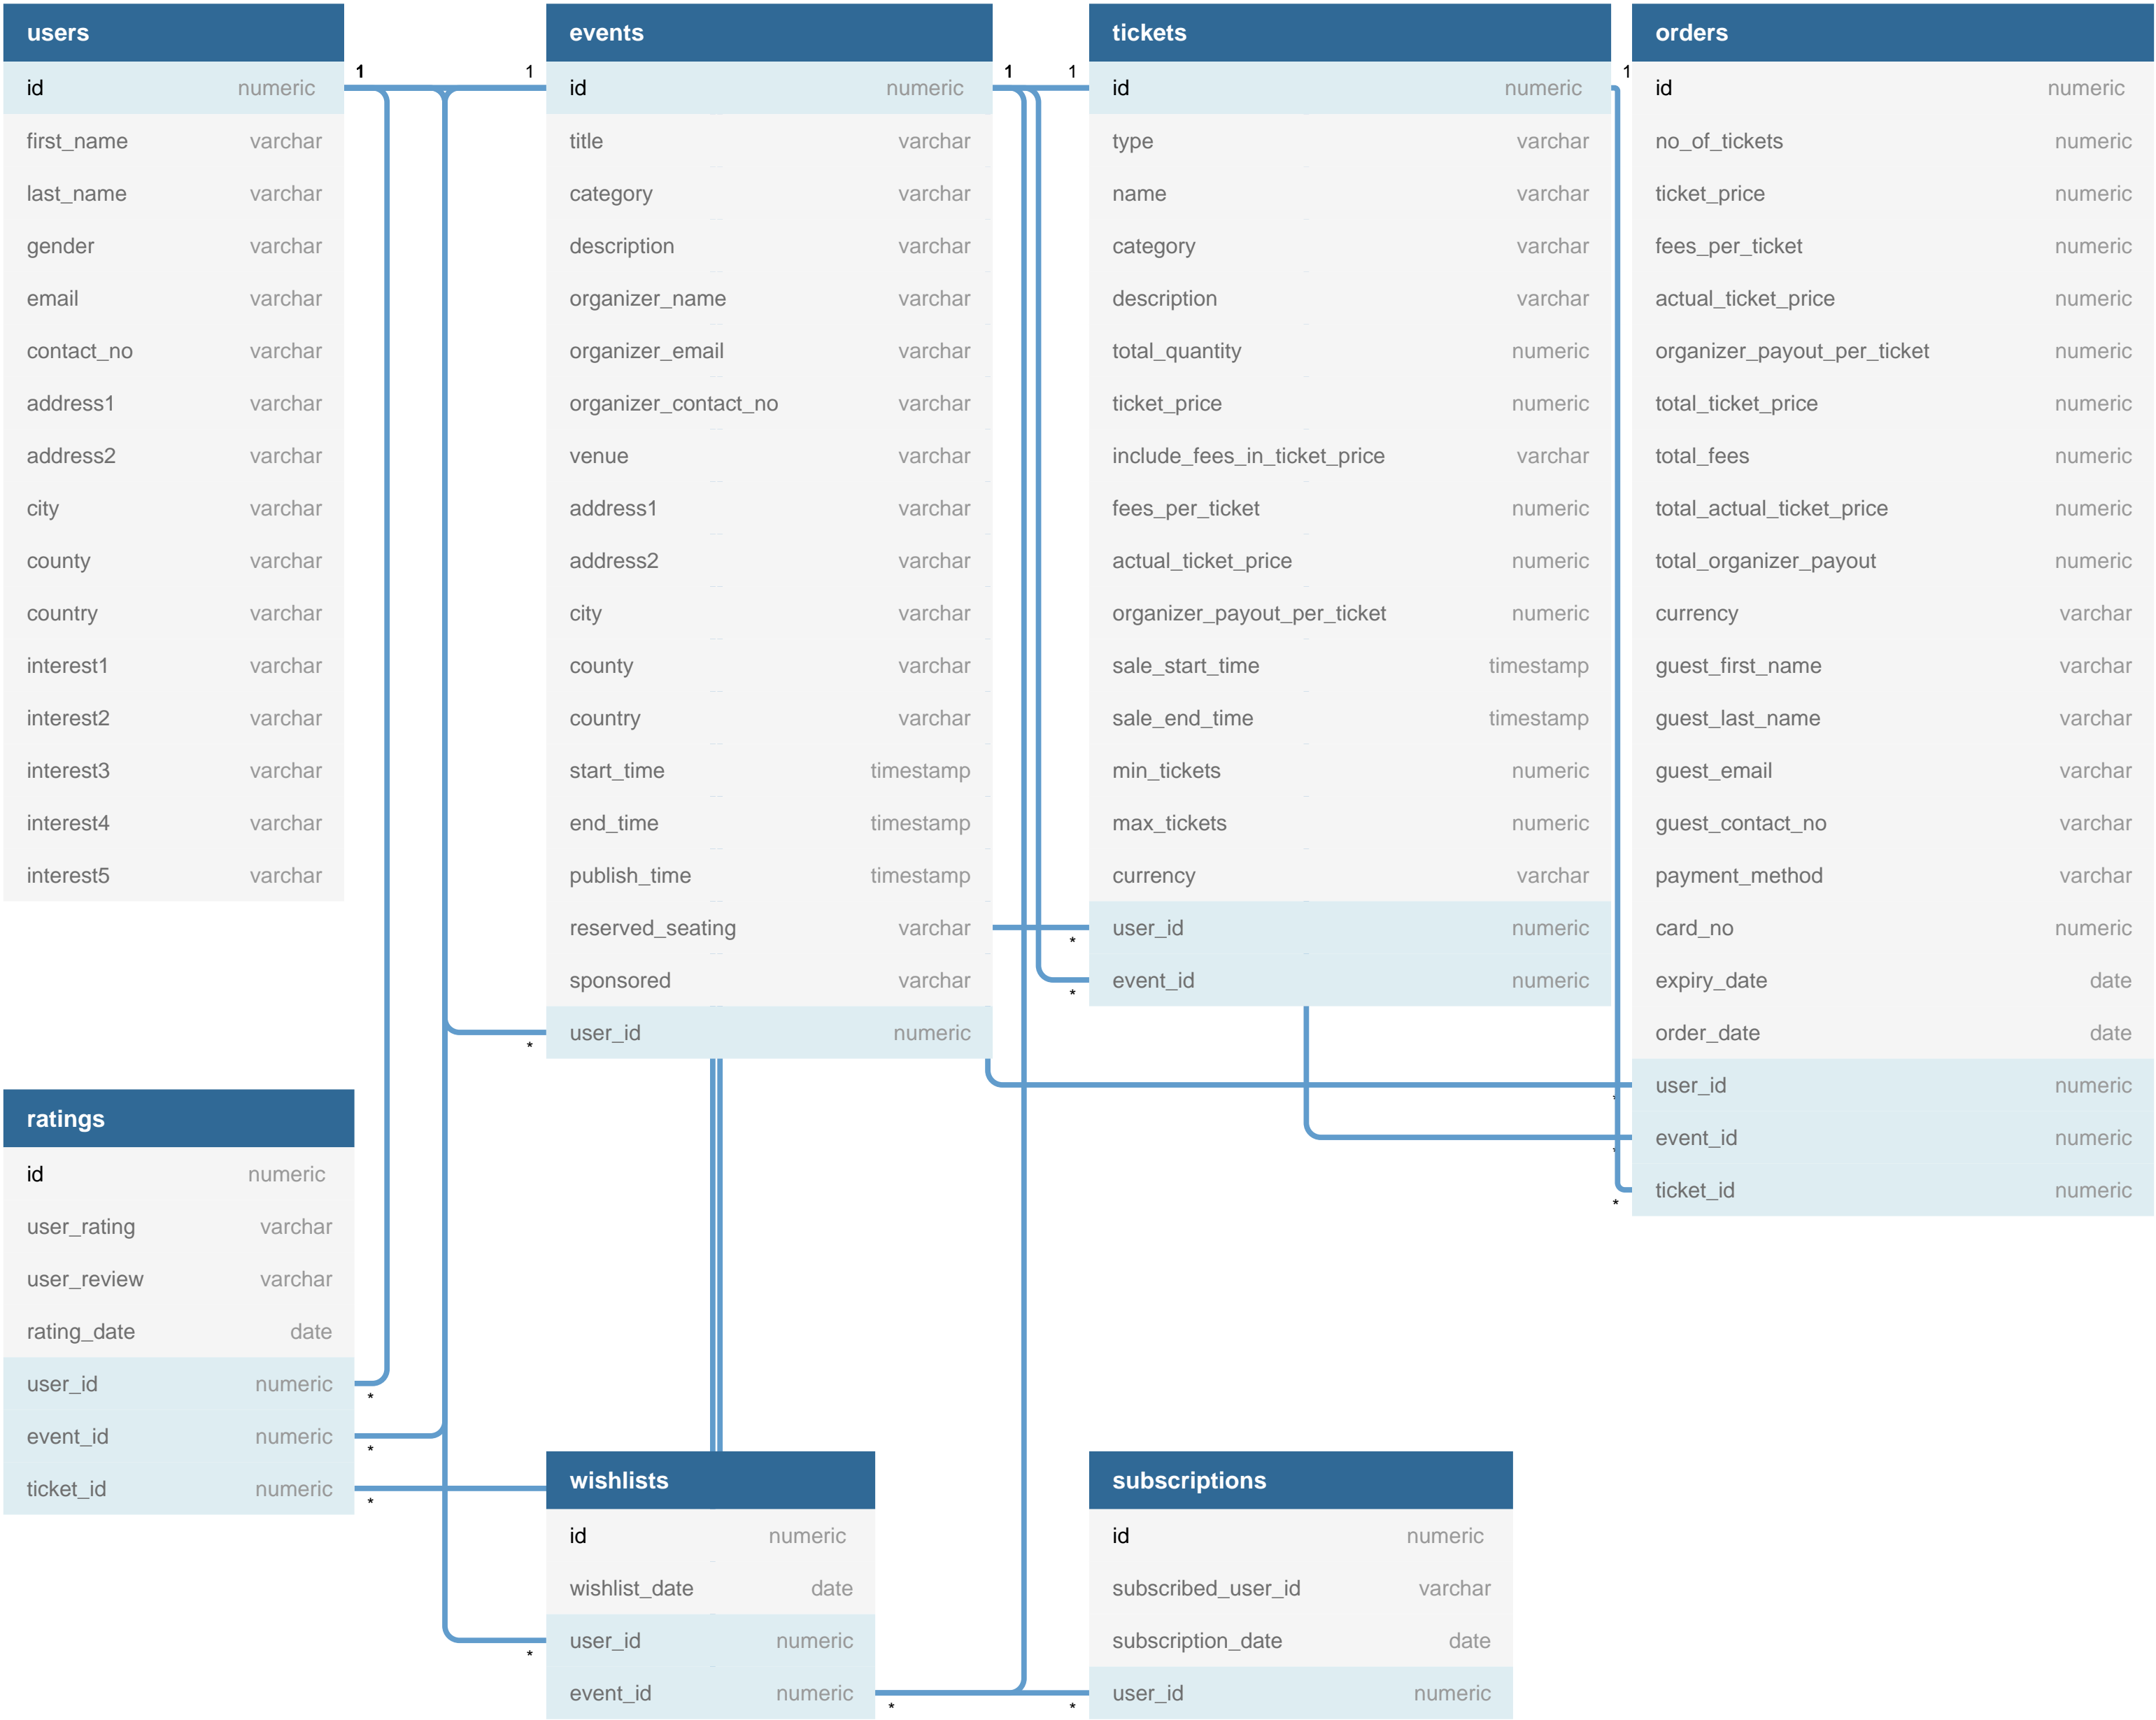 users
id numeric
first_name varchar
last_name varchar
gender varchar
email varchar
contact_no varchar
address1 varchar
address2 varchar
city varchar
county varchar
country varchar
interest1 varchar
interest2 varchar
interest3 varchar
interest4 varchar
interest5 varchar
1
1
events
id numeric
title varchar
category varchar
description varchar
organizer_name varchar
organizer_email varchar
organizer_contact_no varchar
venue varchar
address1 varchar
address2 varchar
city varchar
county varchar
country varchar
start_time timestamp
end_time timestamp
publish_time timestamp
reserved_seating varchar
sponsored varchar
user_id numeric
*
1
1
tickets
id numeric
type varchar
name varchar
category varchar
description varchar
total_quantity numeric
ticket_price numeric
include_fees_in_ticket_price varchar
fees_per_ticket numeric
actual_ticket_price numeric
organizer_payout_per_ticket numeric
sale_start_time timestamp
sale_end_time timestamp
min_tickets numeric
max_tickets numeric
currency varchar
user_id numeric
*
event_id numeric
*
1
orders
id numeric
no_of_tickets numeric
ticket_price numeric
fees_per_ticket numeric
actual_ticket_price numeric
organizer_payout_per_ticket numeric
total_ticket_price numeric
total_fees numeric
total_actual_ticket_price numeric
total_organizer_payout numeric
currency varchar
guest_first_name varchar
guest_last_name varchar
guest_email varchar
guest_contact_no varchar
payment_method varchar
card_no numeric
expiry_date date
order_date date
user_id numeric
*
event_id numeric
*
ticket_id numeric
*
ratings
id numeric
user_rating varchar
user_review varchar
rating_date date
user_id numeric
*
event_id numeric
*
ticket_id numeric
*
wishlists
id numeric
wishlist_date date
user_id numeric
*
event_id numeric
*
subscriptions
id numeric
subscribed_user_id varchar
subscription_date date
user_id numeric
*